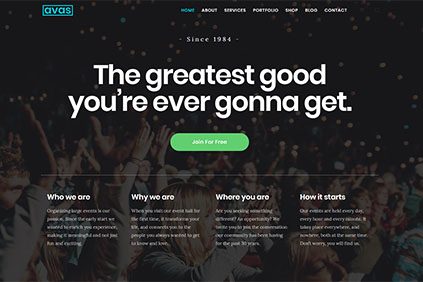 avas
HOME ABOUT SERVICES PORTFOLIO SHOP BLOG CONTACT
- Since 1984 -
The greatest good
you're ever gonna get.
Join For Free
Who we are
Organizing large events is our
passion. Since the early start we
wanted to enrich you experience,
making it meaningful and not just
fun and exciting.
Why we are
When you visit our event hall for
the first time, it transforms your
life, and connects you to the
people you always wanted to get
to know and love.
Where you are
Are you seeking something
different? An opportunity? We
invite you to join the conversation
our community has been having
for the past 30 years.
How it starts
Our events are held every day,
every hour and every minute. It
takes place everywhere, and
nowhere, both at the same time.
Don't worry, you will find us.